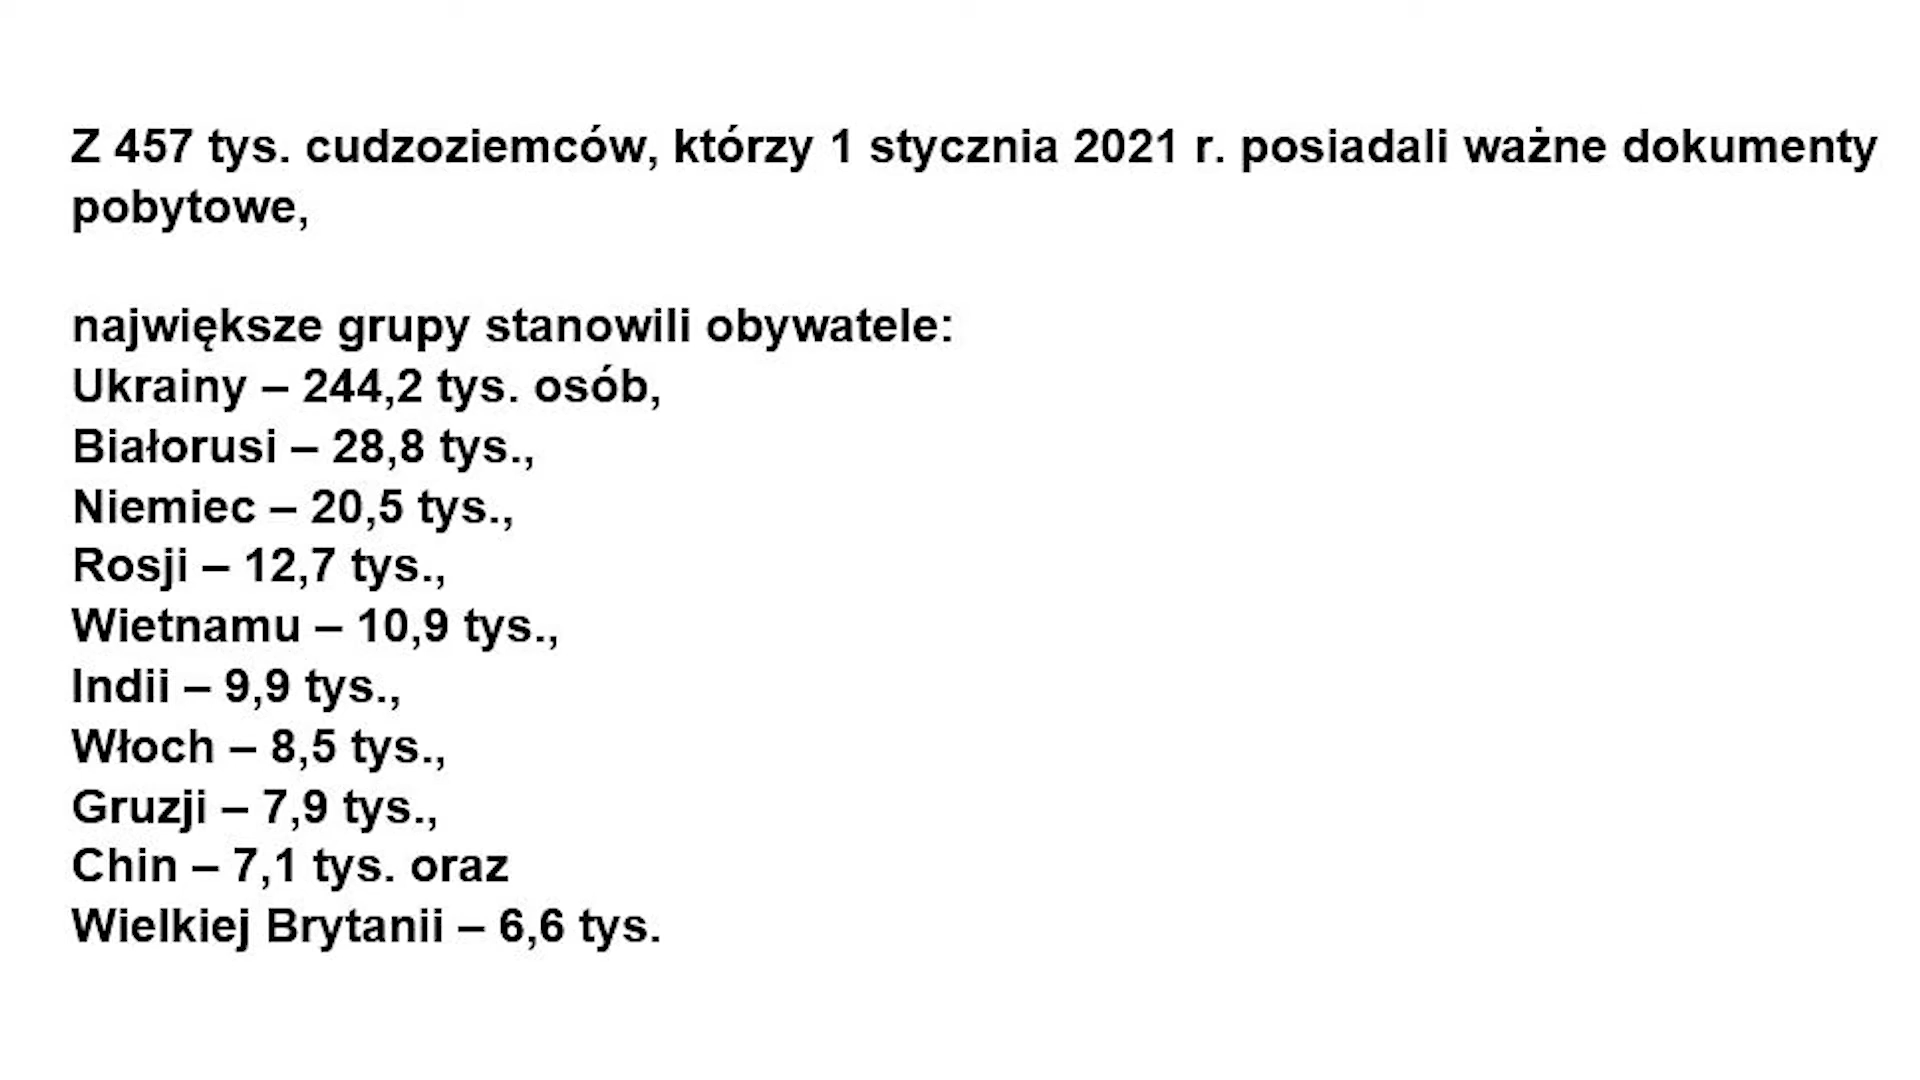 Z 457 tys. cudzoziemców, którzy 1 stycznia 2021 r. posiadali ważne dokumenty
pobytowe,
największe grupy stanowili obywatele:
Ukrainy – 244,2 tys. osób,
Białorusi – 28,8 tys.,
Niemiec – 20,5 tys.,
Rosji – 12,7 tys.,
Wietnamu – 10,9 tys.,
Indii – 9,9 tys.,
Włoch – 8,5 tys.,
Gruzji – 7,9 tys.,
Chin – 7,1 tys. oraz
Wielkiej Brytanii – 6,6 tys.